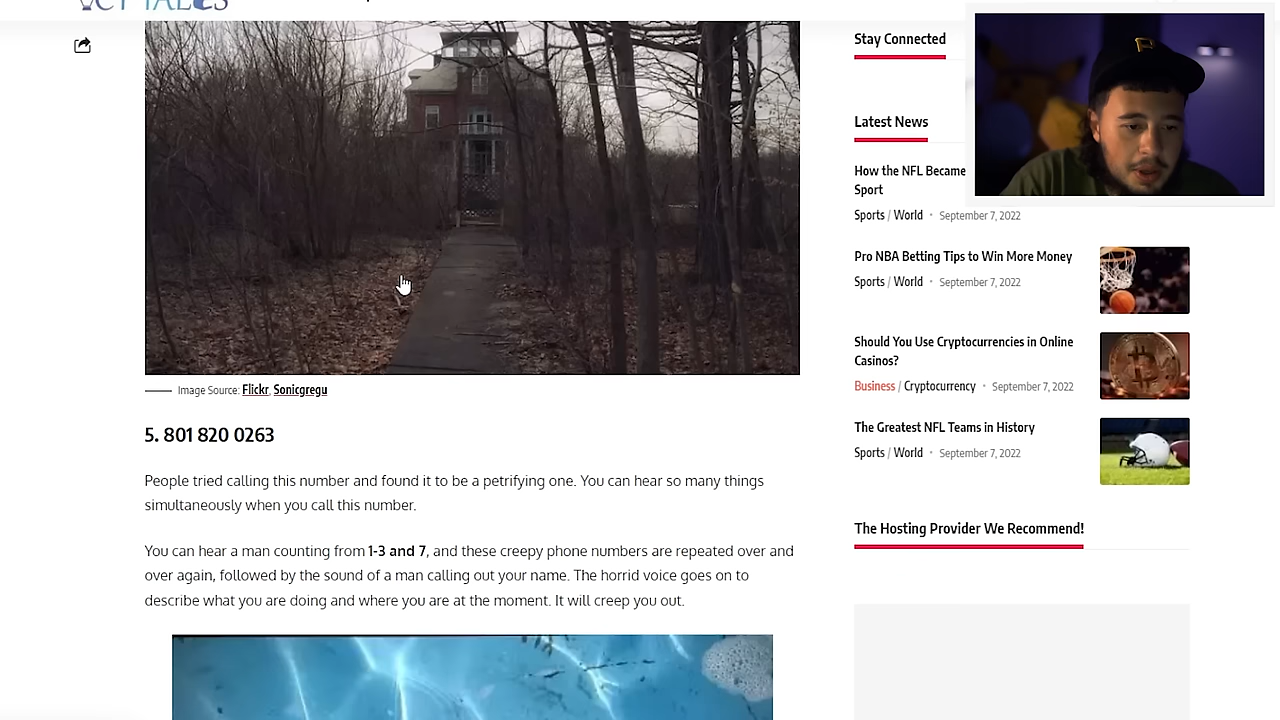 Stay Connected
Latest News
How the NFL Became
Sport
Sports / World • September 7, 2022
Pro NBA Betting Tips to Win More Money
Sports / World • September 7, 2022
Should You Use Cryptocurrencies in Online
Casinos?
Business / Cryptocurrency • September 7, 2022
The Greatest NFL Teams in History
Sports / World • September 7, 2022
The Hosting Provider We Recommend!
Image Source: Flickr, Sonicgregu
5. 801 820 0263
People tried calling this number and found it to be a petrifying one. You can hear so many things
simultaneously when you call this number.
You can hear a man counting from 1-3 and 7, and these creepy phone numbers are repeated over and
over again, followed by the sound of a man calling out your name. The horrid voice goes on to
describe what you are doing and where you are at the moment. It will creep you out.